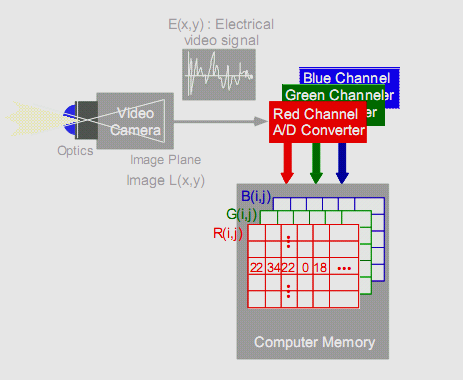 E(x,y) : Electrical
video signal
Blue Channel
Green Channel
Red Channel
A/D Converter
Video
Camera
Optics
Image Plane
Image L(x,y)
B(i,j)
G(i,j)
R(i,j)
22 34 22 0 18 •••
Computer Memory